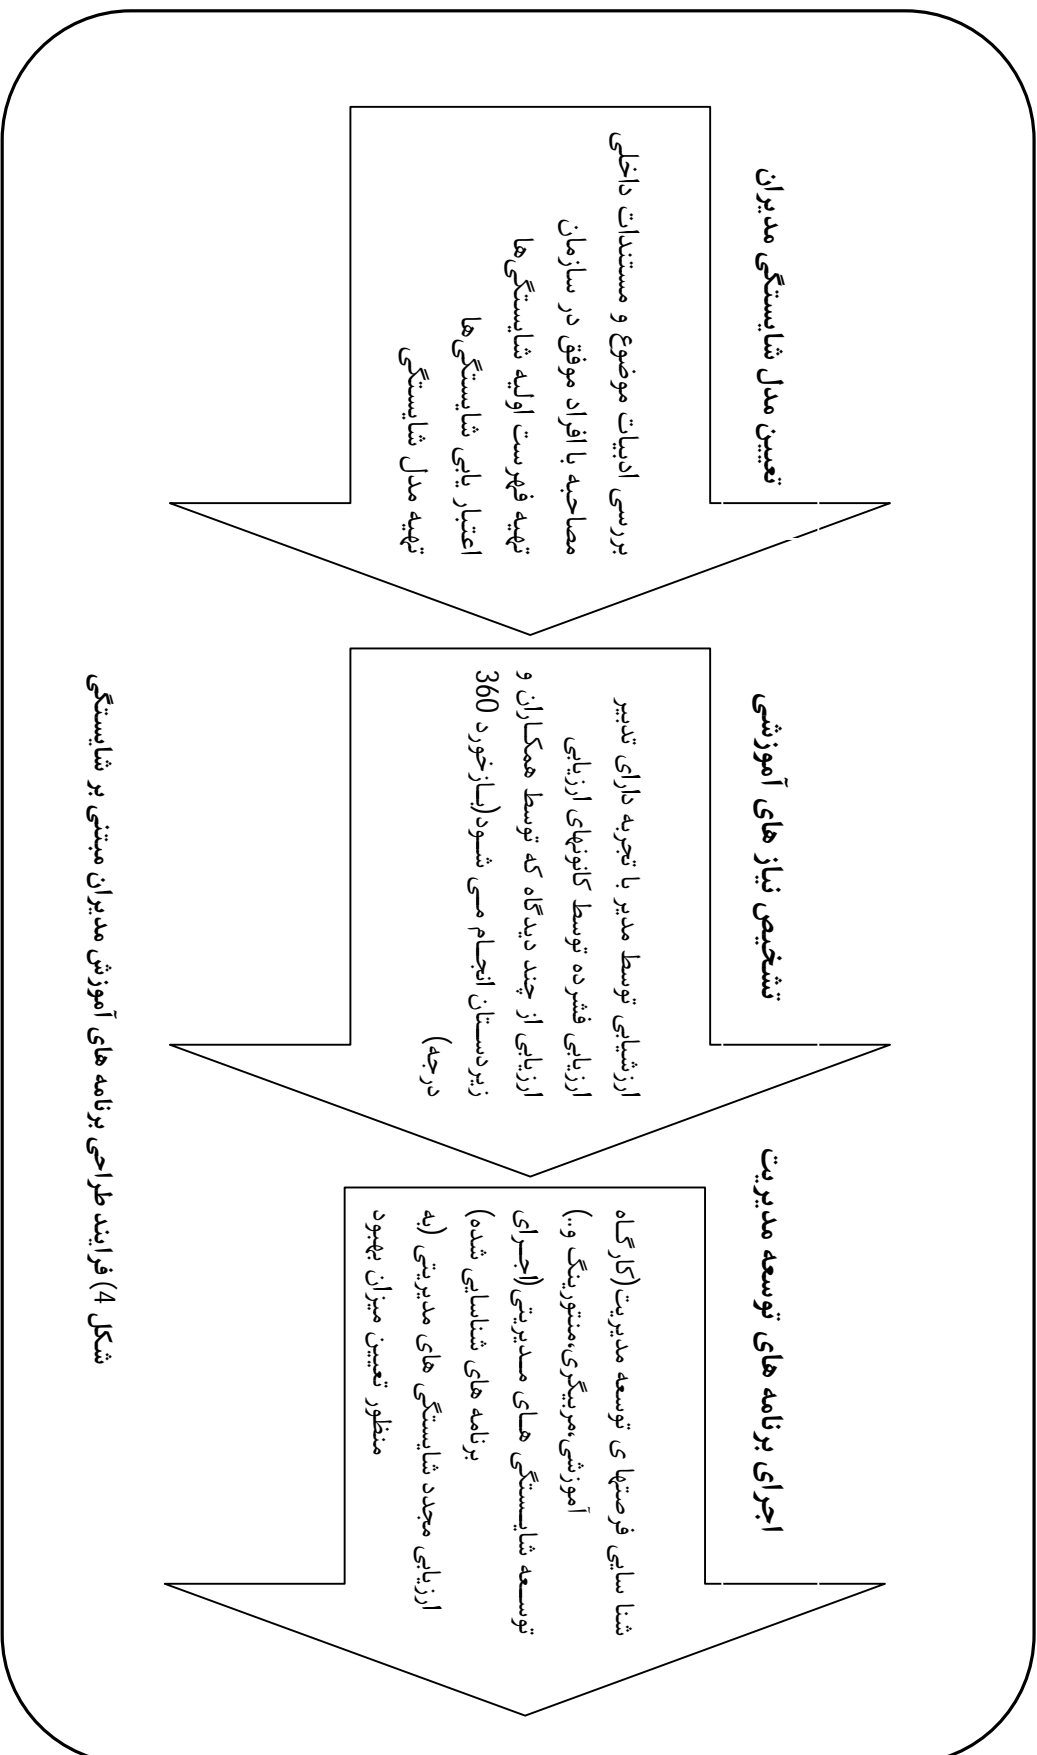 تعیین مدل شایستگی مدیران
بررسی ادبیات موضوع و مستندات داخلی
مصاحبه با افراد موفق در سازمان
تهیه فهرست اولیه شایستگی‌ها
اعتبار یابی شایستگی‌ها
تهیه مدل شایستگی
تشخیص نیاز های آموزشی
ارزشیابی توسط مدیر با تجربه دارای تدبیر
ارزیابی فشرده توسط کانونهای ارزیابی
ارزیابی از چند دیدگاه که توسط همکاران و
زیردستان انجام می شود(بازخورد 360
درجه)
اجرای برنامه های توسعه مدیریت
شنا سایی فرصتها ی توسعه مدیریت(کارگاه
آموزشی،مربیگری،منتورینگ و..)
توسعه شایستگی های مدیریتی(اجرای
برنامه های شناسایی شده)
ارزیابی مجدد شایستگی های مدیریتی (به
منظور تعیین میزان بهبود
شکل 4) فرایند طراحی برنامه های آموزش مدیران مبتنی بر شایستگی